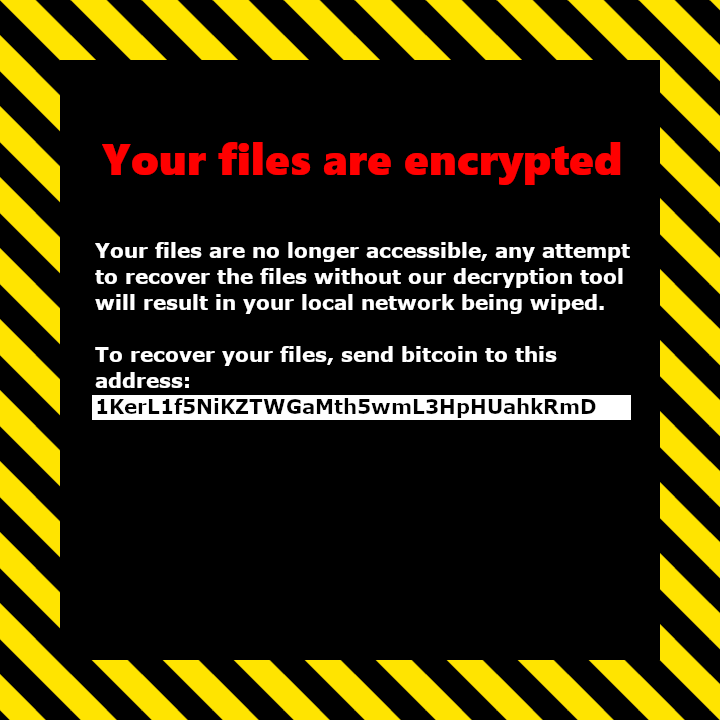 Your files are encrypted
Your files are no longer accessible, any attempt
to recover the files without our decryption tool
will result in your local network being wiped.
To recover your files, send bitcoin to this
address:
1KerL1f5NiKZTWGaMth5wmL3HpHUahkRmD